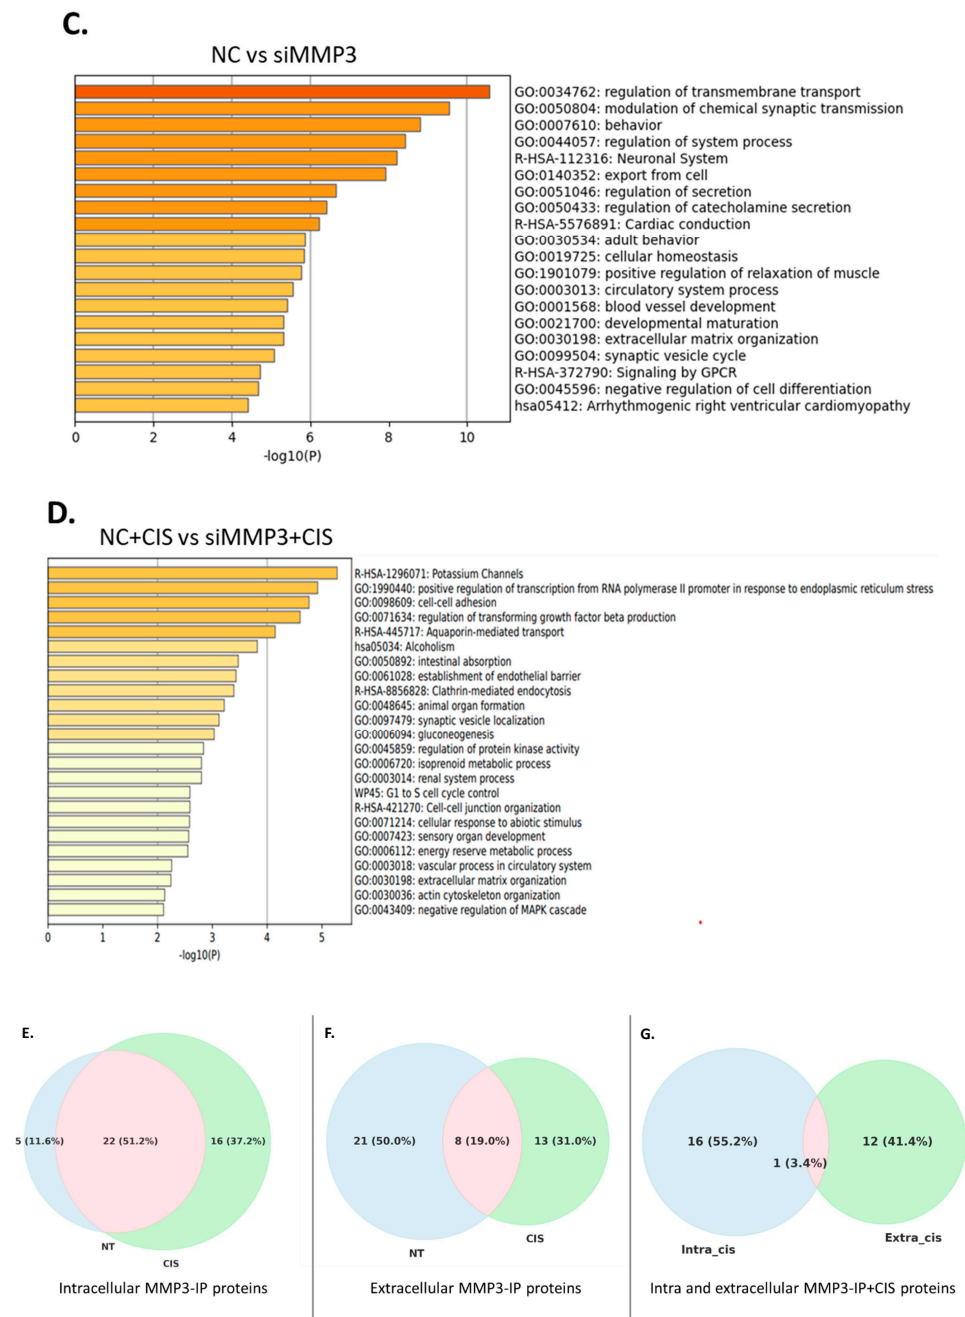 C.
NC vs siMMP3
GO:0034762: regulation of transmembrane transport
GO:0050804: modulation of chemical synaptic transmission
GO:0007610: behavior
GO:0044057: regulation of system process
R-HSA-112316: Neuronal System
GO:0140352: export from cell
GO:0051046: regulation of secretion
GO:0050433: regulation of catecholamine secretion
R-HSA-5576891: Cardiac conduction
GO:0030534: adult behavior
GO:0019725: cellular homeostasis
GO:1901079: positive regulation of relaxation of muscle
GO:0003013: circulatory system process
GO:0001568: blood vessel development
GO:0021700: developmental maturation
GO:0030198: extracellular matrix organization
GO:0099504: synaptic vesicle cycle
R-HSA-372790: Signaling by GPCR
GO:0045596: negative regulation of cell differentiation
hsa05412: Arrhythmogenic right ventricular cardiomyopathy
0 2 4 6 8 10
-log10(P)
D.
NC+CIS vs siMMP3+CIS
R-HSA-1296071: Potassium Channels
GO:1990440: positive regulation of transcription from RNA polymerase II promoter in response to endoplasmic reticulum stress
GO:0098609: cell-cell adhesion
GO:0071634: regulation of transforming growth factor beta production
R-HSA-445717: Aquaporin-mediated transport
hsa05034: Alcoholism
GO:0050892: intestinal absorption
GO:0061028: establishment of endothelial barrier
R-HSA-8856828: Clathrin-mediated endocytosis
GO:0048645: animal organ formation
GO:0097479: synaptic vesicle localization
GO:0006094: gluconeogenesis
GO:0045859: regulation of protein kinase activity
GO:0006720: isoprenoid metabolic process
GO:0003014: renal system process
WP45: G1 to S cell cycle control
R-HSA-421270: Cell-cell junction organization
GO:0071214: cellular response to abiotic stimulus
GO:0007423: sensory organ development
GO:0006112: energy reserve metabolic process
GO:0003018: vascular process in circulatory system
GO:0030198: extracellular matrix organization
GO:0030036: actin cytoskeleton organization
GO:0043409: negative regulation of MAPK cascade
0 1 2 3 4 5
-log10(P)
E.
5 (11.6%) 22 (51.2%) 16 (37.2%)
NT
CIS
Intracellular MMP3-IP proteins
F.
21 (50.0%) 8 (19.0%) 13 (31.0%)
CIS
NT
Extracellular MMP3-IP proteins
G.
16 (55.2%) 12 (41.4%)
1 (3.4%)
Extra_cis
Intra_cis
Intra and extracellular MMP3-IP+CIS proteins